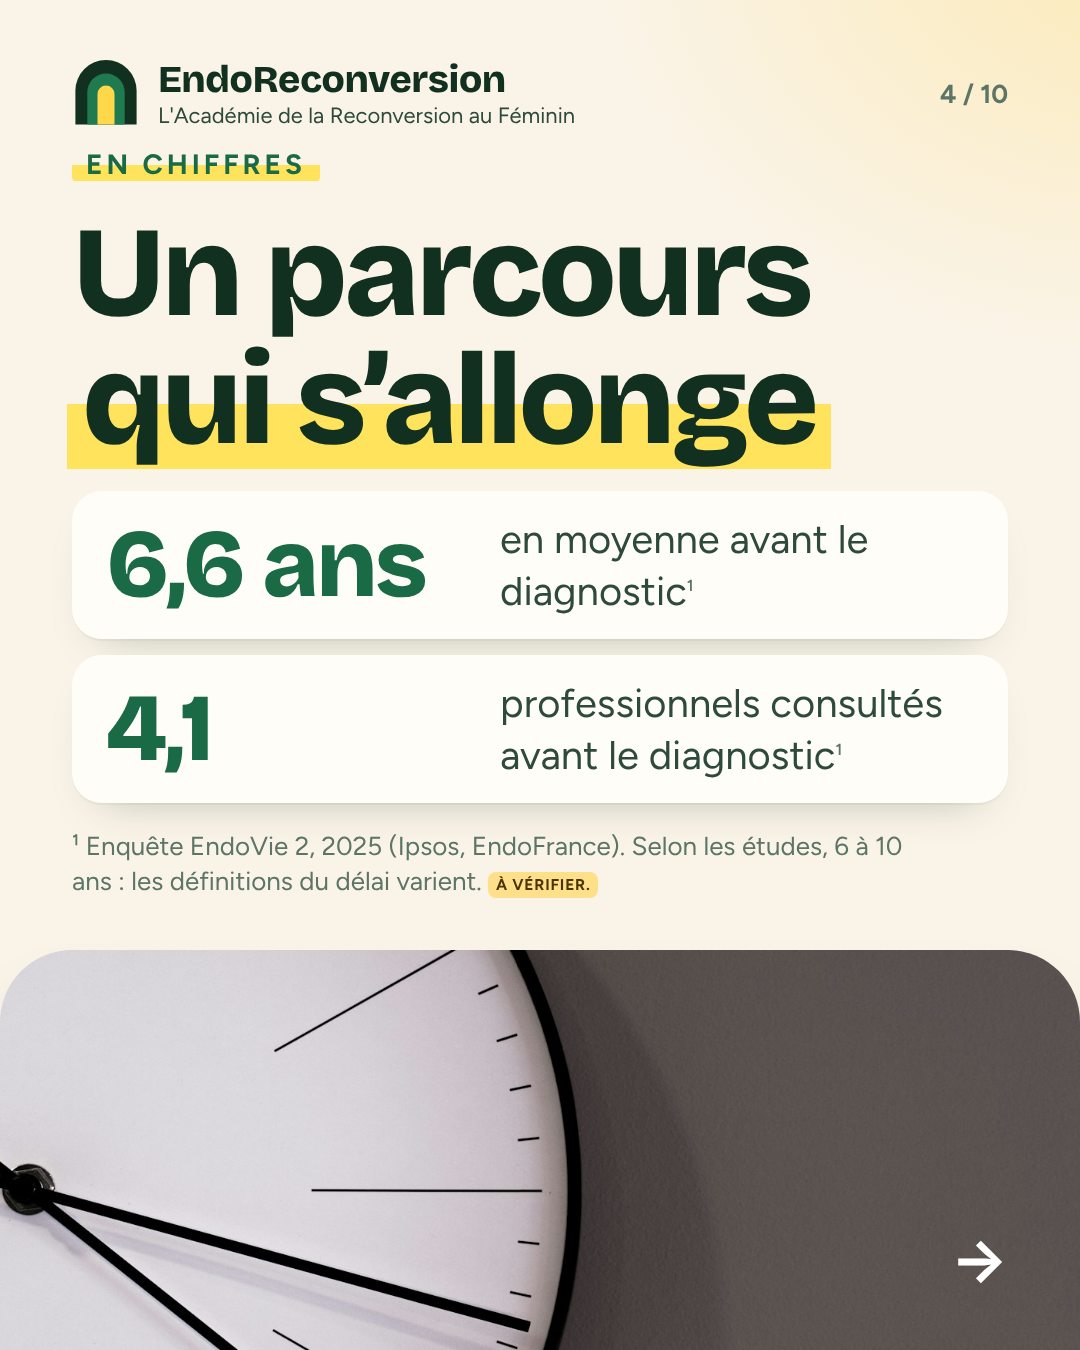 EndoReconversion
L'Académie de la Reconversion au Féminin
4 / 10
EN CHIFFRES
Un parcours
qui s’allonge
6,6 ans
en moyenne avant le
diagnostic¹
4,1
professionnels consultés
avant le diagnostic¹
¹ Enquête EndoVie 2, 2025 (Ipsos, EndoFrance). Selon les études, 6 à 10
ans : les définitions du délai varient. À VÉRIFIER.